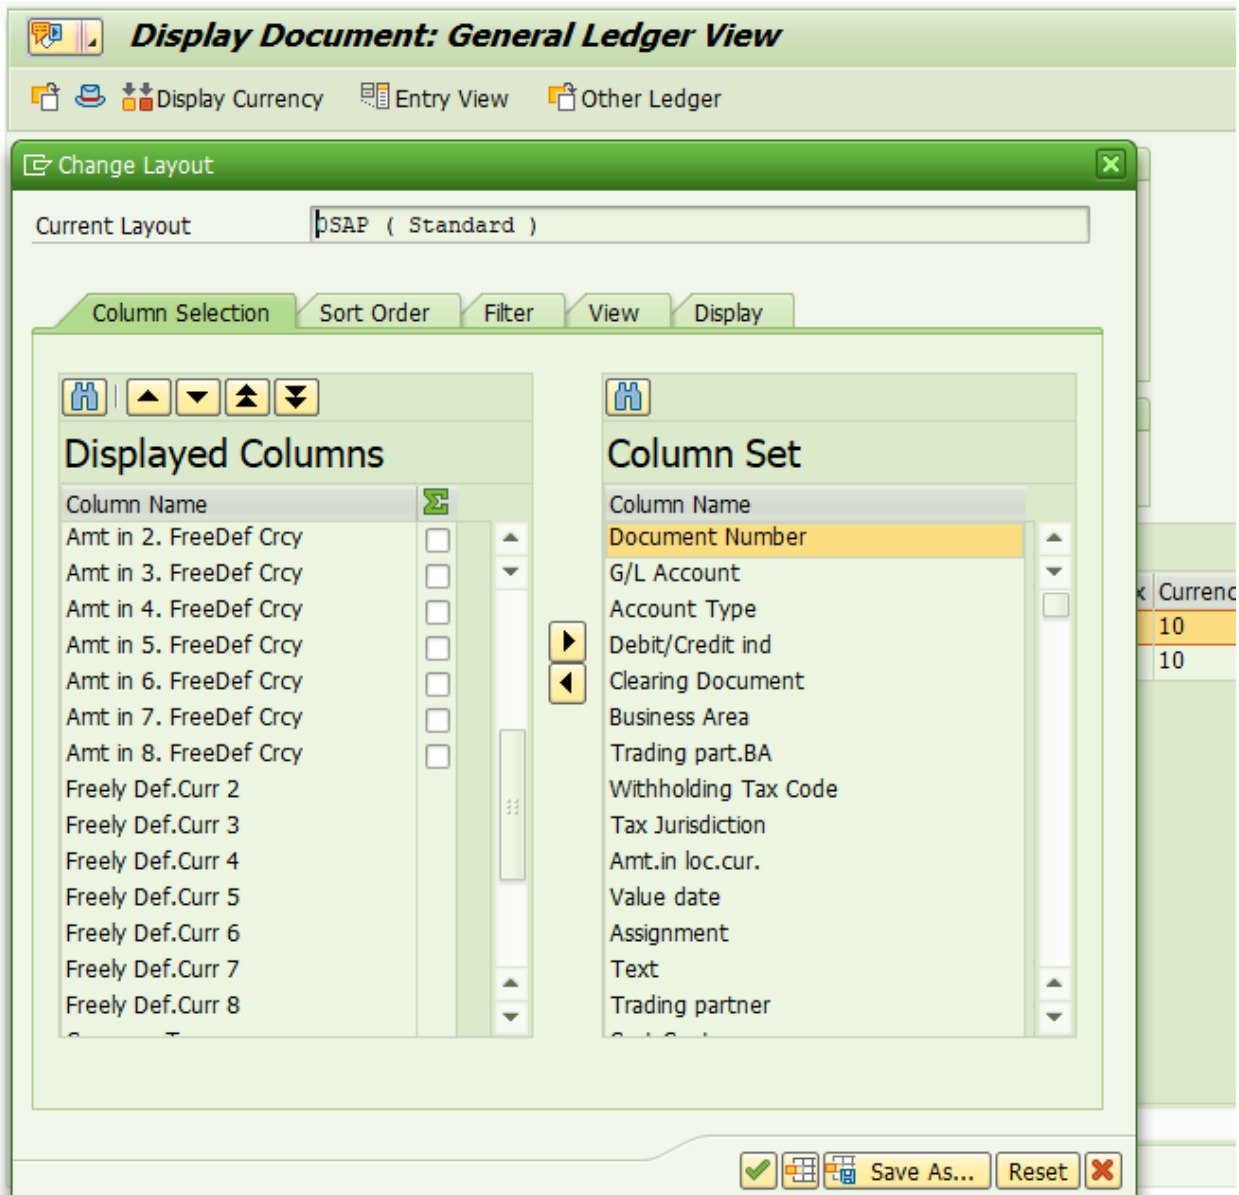 Display Document: General Ledger View
Display Currency Entry View Other Ledger
Change Layout
Current Layout 0SAP ( Standard )
Column Selection Sort Order Filter View Display
Displayed Columns
Column Name
Amt in 2. FreeDef Crcy
Amt in 3. FreeDef Crcy
Amt in 4. FreeDef Crcy
Amt in 5. FreeDef Crcy
Amt in 6. FreeDef Crcy
Amt in 7. FreeDef Crcy
Amt in 8. FreeDef Crcy
Freely Def.Curr 2
Freely Def.Curr 3
Freely Def.Curr 4
Freely Def.Curr 5
Freely Def.Curr 6
Freely Def.Curr 7
Freely Def.Curr 8
Column Set
Column Name
Document Number
G/L Account
Account Type
Debit/Credit ind
Clearing Document
Business Area
Trading part.BA
Withholding Tax Code
Tax Jurisdiction
Amt.in loc.cur.
Value date
Assignment
Text
Trading partner
x Currenc
10
10
Save As... Reset